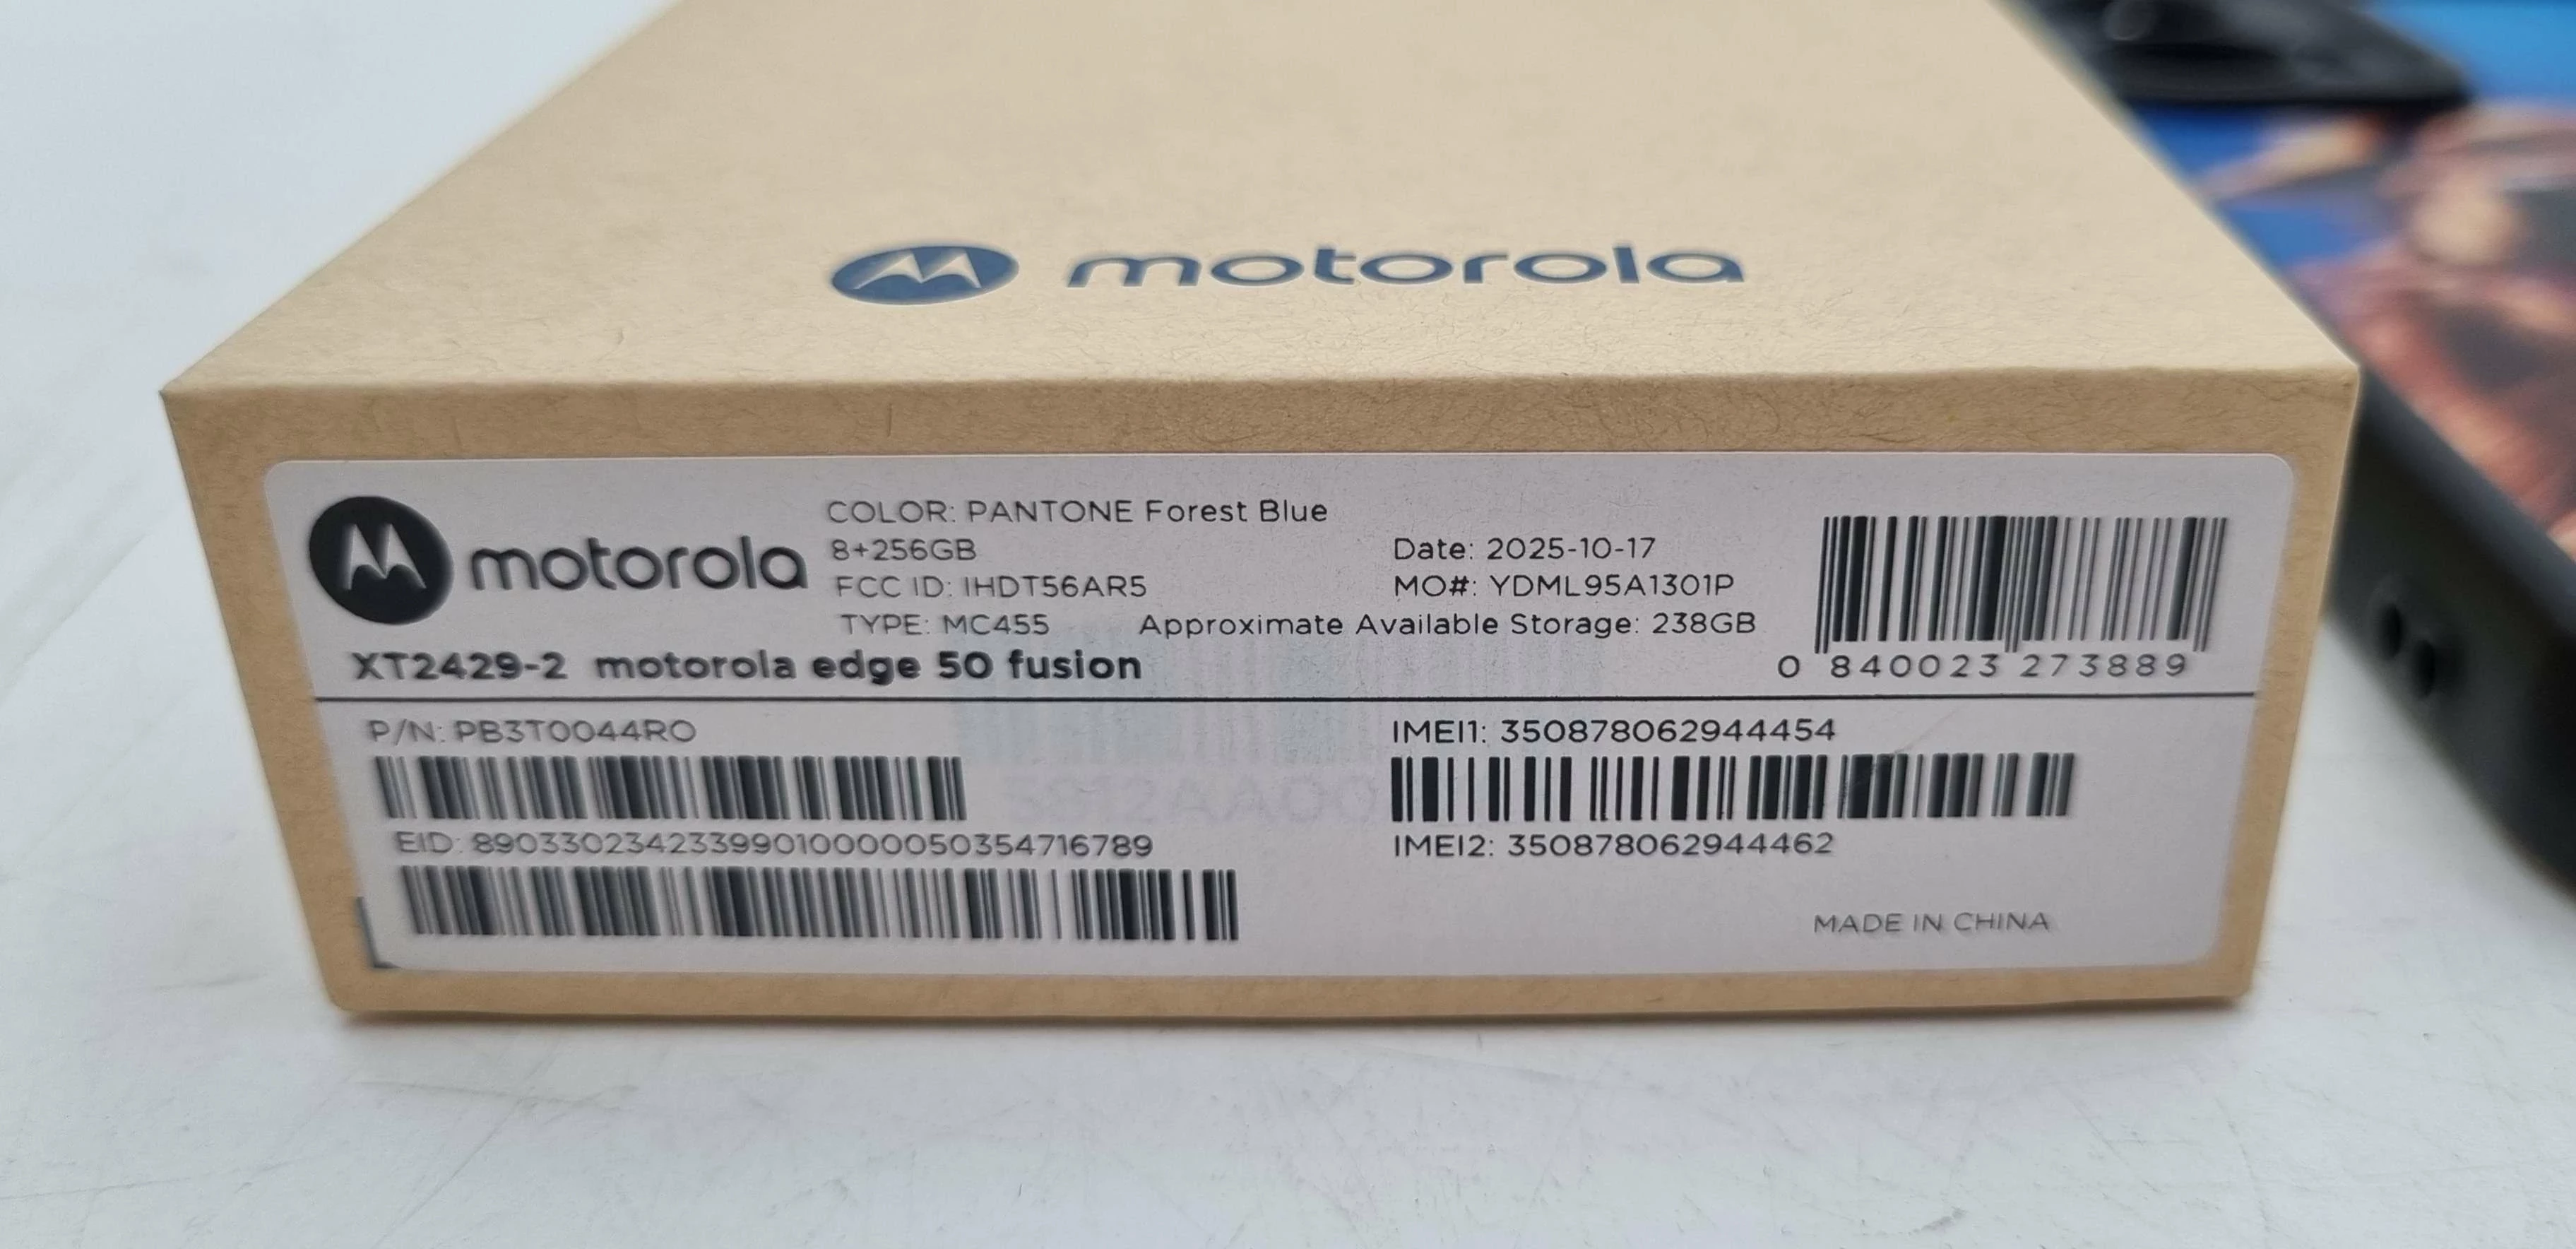 motorola
motorola
COLOR: PANTONE Forest Blue
8+256GB
FCC ID: IHDT56AR5
TYPE: MC455
Date: 2025-10-17
MO#: YDML95A1301P
Approximate Available Storage: 238GB
0 840023 273889
XT2429-2 motorola edge 50 fusion
P/N: PB3T0044RO
EID: 89033023423399010000050354716789
IMEI1: 350878062944454
IMEI2: 350878062944462
MADE IN CHINA